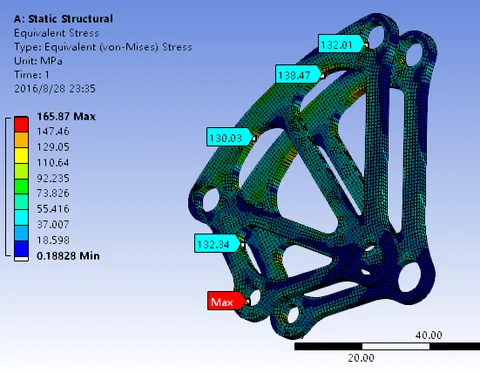 A: Static Structural
Equivalent Stress
Type: Equivalent (von-Mises) Stress
Unit: MPa
Time: 1
2016/8/28 23:35
165.87 Max
147.46
129.05
110.64
92.235
73.826
55.416
37.007
18.598
0.18828 Min
132.01
138.47
130.03
132.34
Max
40.00
20.00